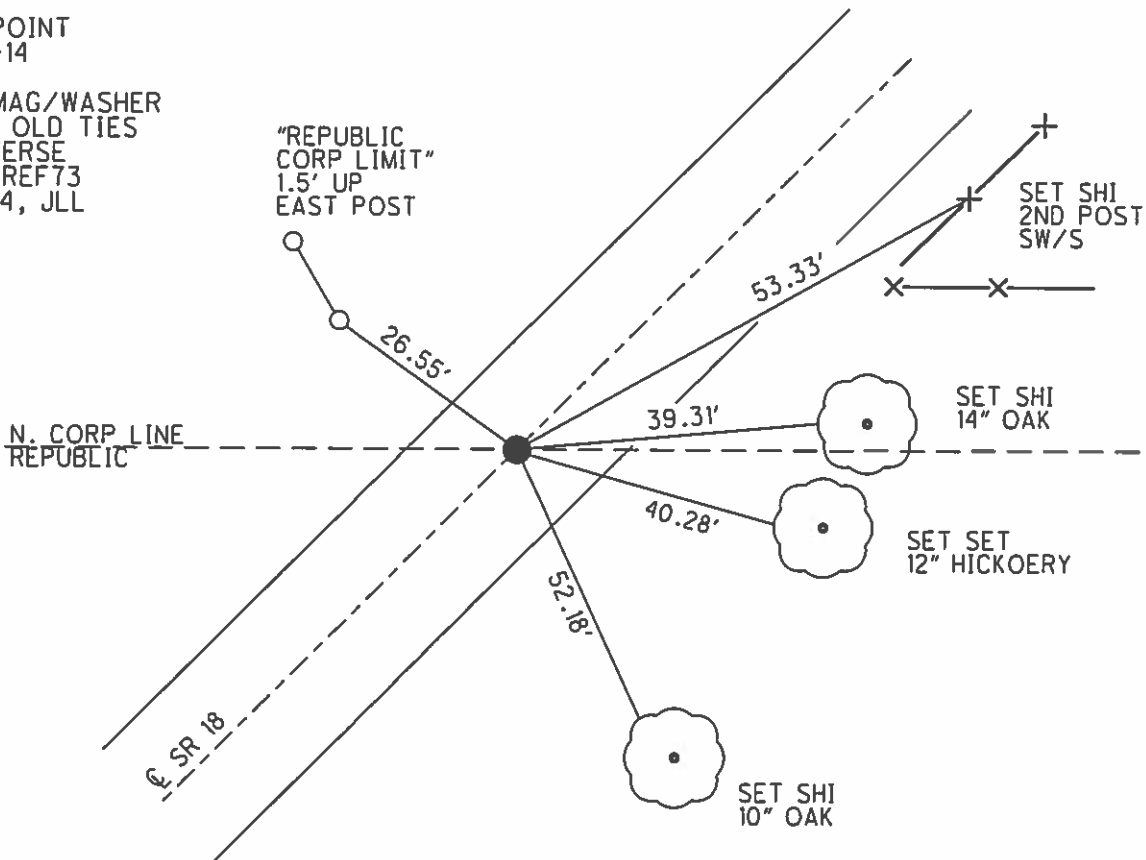 POINT
-14
MAG/WASHER
OLD TIES
ERSE
REF73
4, JLL
"REPUBLIC
CORP LIMIT"
1.5' UP
EAST POST
SET SHI
2ND POST
SW/S
53.33'
26.55'
SET SHI
14" OAK
39.31'
N. CORP LINE
REPUBLIC
40.28'
SET SET
12" HICKOERY
52.18'
℄ SR 18
SET SHI
10" OAK